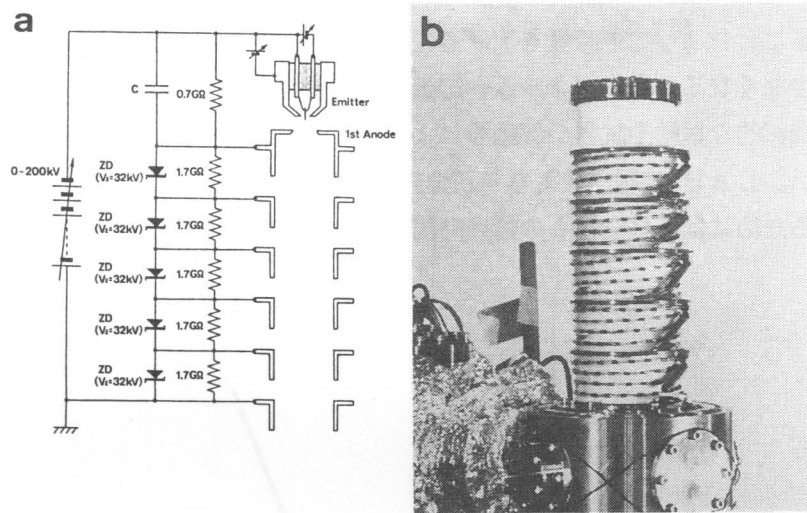 a
b
C
0.7GΩ
Emitter
1st Anode
0-200kV
ZD
(Vz=32kV)
1.7GΩ
ZD
(Vz=32kV)
1.7GΩ
ZD
(Vz=32kV)
1.7GΩ
ZD
(Vz=32kV)
1.7GΩ
ZD
(Vz=32kV)
1.7GΩ